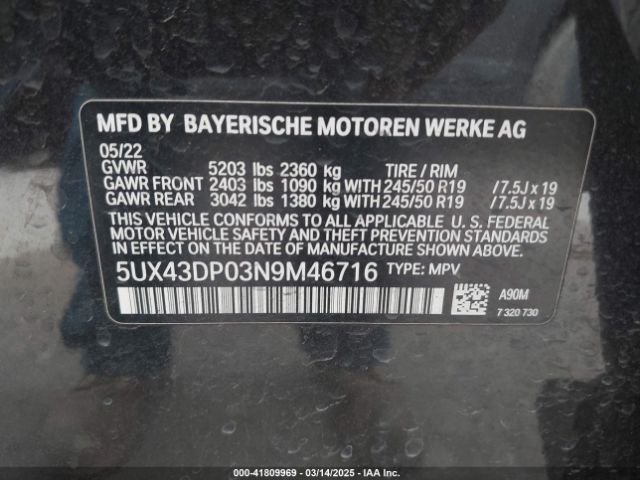 MFD BY BAYERISCHE MOTOREN WERKE AG
05/22
GVWR 5203 lbs 2360 kg TIRE / RIM
GAWR FRONT 2403 lbs 1090 kg WITH 245/50 R19 /7.5J x 19
GAWR REAR 3042 lbs 1380 kg WITH 245/50 R19 /7.5J x 19
THIS VEHICLE CONFORMS TO ALL APPLICABLE U. S. FEDERAL
MOTOR VEHICLE SAFETY AND THEFT PREVENTION STANDARDS
IN EFFECT ON THE DATE OF MANUFACTURE SHOWN ABOVE.
5UX43DP03N9M46716 TYPE: MPV
A90M
7 320 730
0000 - 41809969 - 03/14/2025 - IAA Inc.